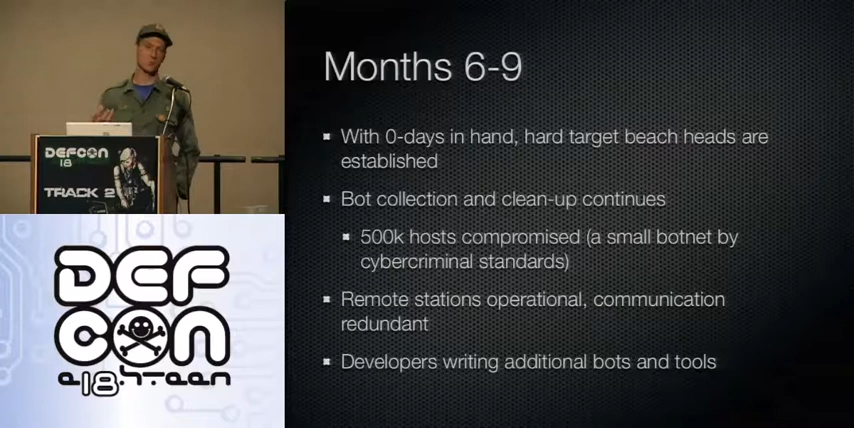 DEFCON
18
TRACK 2
DEF
CON
e18hteen
Months 6-9
With 0-days in hand, hard target beach heads are
established
Bot collection and clean-up continues
500k hosts compromised (a small botnet by
cybercriminal standards)
Remote stations operational, communication
redundant
Developers writing additional bots and tools